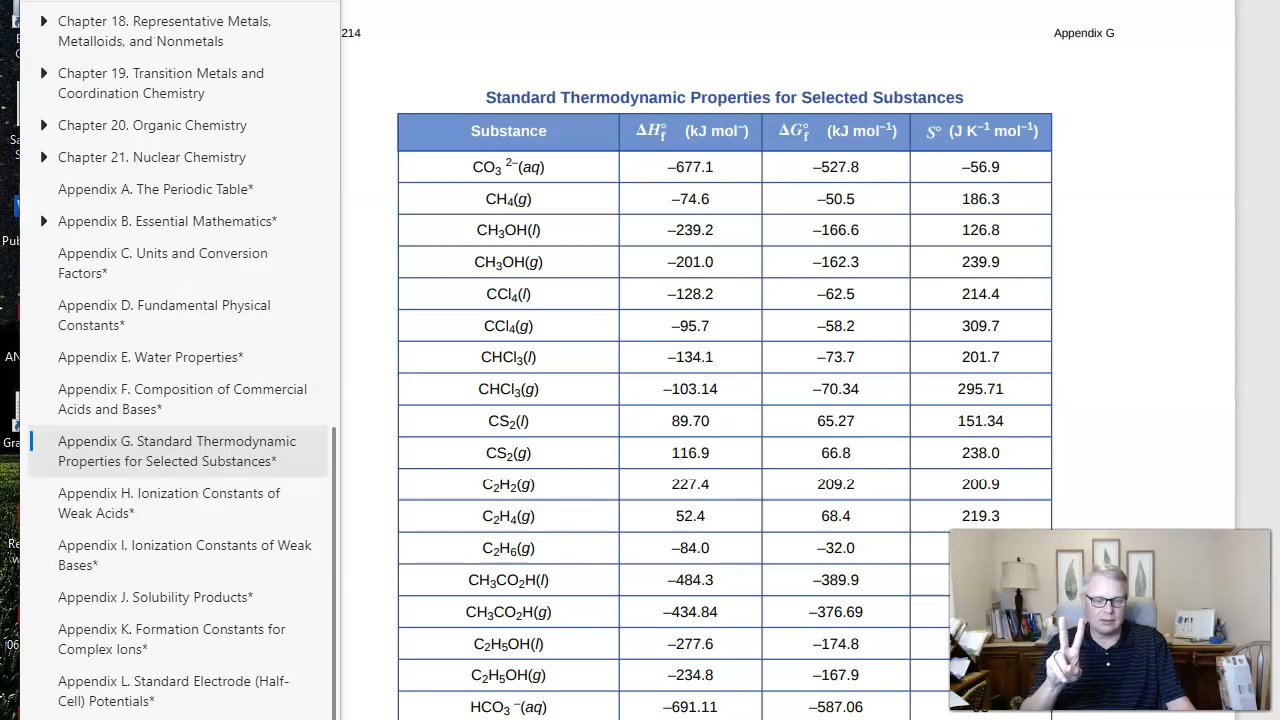 Chapter 18. Representative Metals,
Metalloids, and Nonmetals
Chapter 19. Transition Metals and
Coordination Chemistry
Chapter 20. Organic Chemistry
Chapter 21. Nuclear Chemistry
Appendix A. The Periodic Table*
Appendix B. Essential Mathematics*
Appendix C. Units and Conversion
Factors*
Appendix D. Fundamental Physical
Constants*
Appendix E. Water Properties*
Appendix F. Composition of Commercial
Acids and Bases*
Appendix G. Standard Thermodynamic
Properties for Selected Substances*
Appendix H. Ionization Constants of
Weak Acids*
Appendix I. Ionization Constants of Weak
Bases*
Appendix J. Solubility Products*
Appendix K. Formation Constants for
Complex Ions*
Appendix L. Standard Electrode (Half-
Cell) Potentials*
214 Appendix G
Standard Thermodynamic Properties for Selected Substances
Substance ΔH°f (kJ mol⁻) ΔG°f (kJ mol⁻¹) S° (J K⁻¹ mol⁻¹)
CO₃ ²⁻(aq) –677.1 –527.8 –56.9
CH₄(g) –74.6 –50.5 186.3
CH₃OH(l) –239.2 –166.6 126.8
CH₃OH(g) –201.0 –162.3 239.9
CCl₄(l) –128.2 –62.5 214.4
CCl₄(g) –95.7 –58.2 309.7
CHCl₃(l) –134.1 –73.7 201.7
CHCl₃(g) –103.14 –70.34 295.71
CS₂(l) 89.70 65.27 151.34
CS₂(g) 116.9 66.8 238.0
C₂H₂(g) 227.4 209.2 200.9
C₂H₄(g) 52.4 68.4 219.3
C₂H₆(g) –84.0 –32.0
CH₃CO₂H(l) –484.3 –389.9
CH₃CO₂H(g) –434.84 –376.69
C₂H₅OH(l) –277.6 –174.8
C₂H₅OH(g) –234.8 –167.9
HCO₃ ⁻(aq) –691.11 –587.06